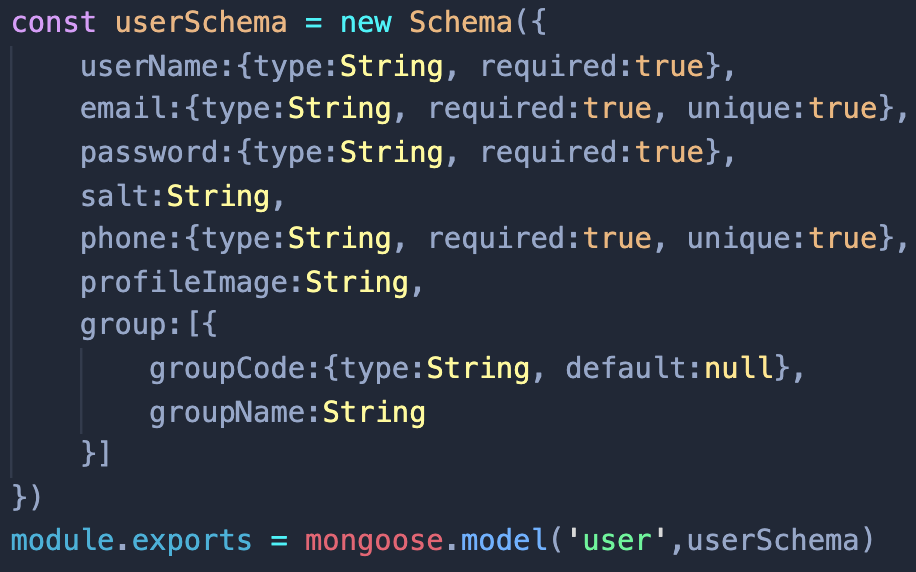 const userSchema = new Schema({
    userName:{type:String, required:true},
    email:{type:String, required:true, unique:true},
    password:{type:String, required:true},
    salt:String,
    phone:{type:String, required:true, unique:true},
    profileImage:String,
    group:[{
        groupCode:{type:String, default:null},
        groupName:String
    }]
})
module.exports = mongoose.model('user',userSchema)